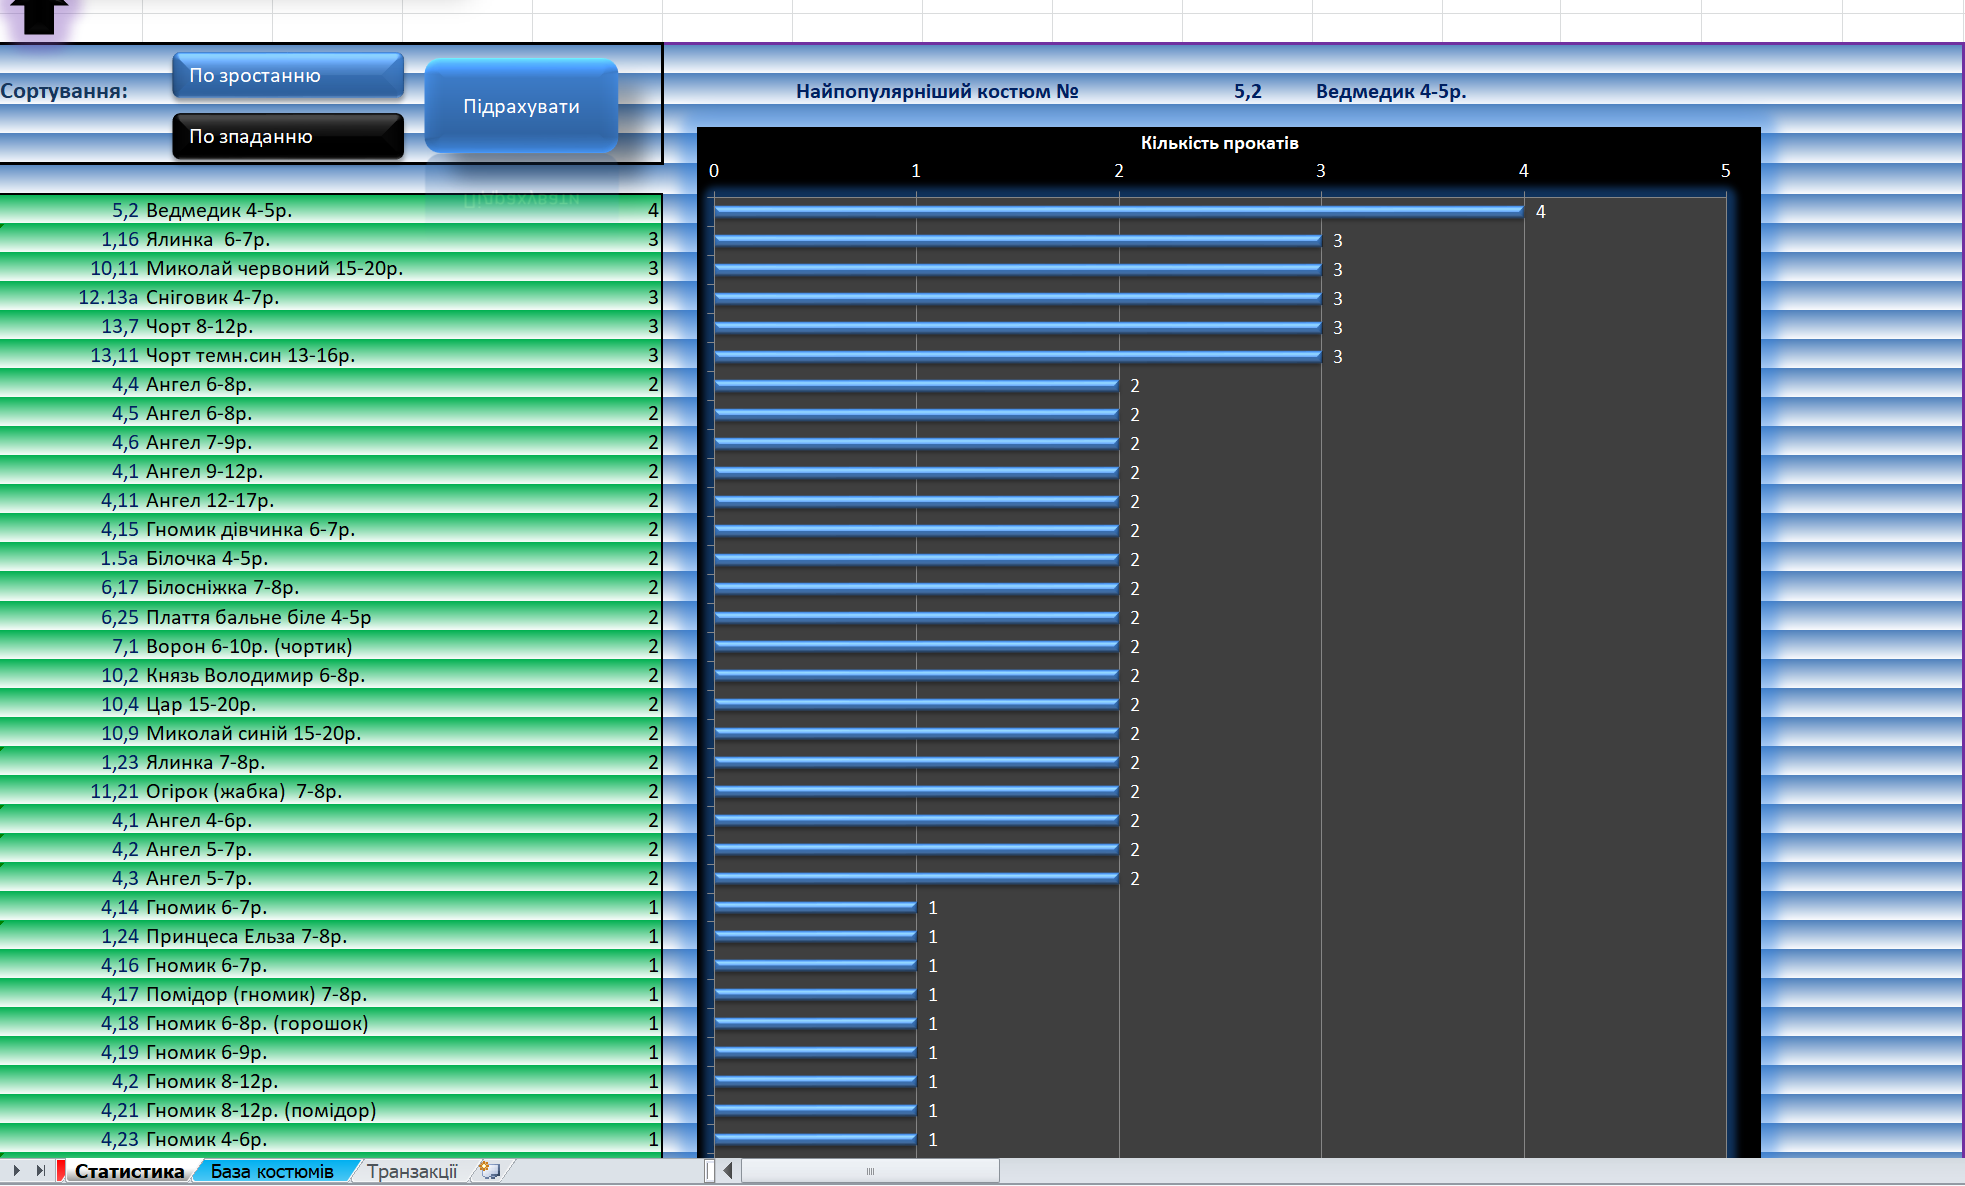 По зростанню
Сортування:
Підрахувати
По зпаданню
Найпопулярніший костюм № 5,2 Ведмедик 4-5р.
Кількість прокатів
0 1 2 3 4 5
5,2 Ведмедик 4-5р. 4 4
1,16 Ялинка  6-7р. 3 3
10,11 Миколай червоний 15-20р. 3 3
12.13а Сніговик 4-7р. 3 3
13,7 Чорт 8-12р. 3 3
13,11 Чорт темн.син 13-16р. 3 3
4,4 Ангел 6-8р. 2 2
4,5 Ангел 6-8р. 2 2
4,6 Ангел 7-9р. 2 2
4,1 Ангел 9-12р. 2 2
4,11 Ангел 12-17р. 2 2
4,15 Гномик дівчинка 6-7р. 2 2
1.5а Білочка 4-5р. 2 2
6,17 Білосніжка 7-8р. 2 2
6,25 Плаття бальне біле 4-5р 2 2
7,1 Ворон 6-10р. (чортик) 2 2
10,2 Князь Володимир 6-8р. 2 2
10,4 Цар 15-20р. 2 2
10,9 Миколай синій 15-20р. 2 2
1,23 Ялинка 7-8р. 2 2
11,21 Огірок (жабка)  7-8р. 2 2
4,1 Ангел 4-6р. 2 2
4,2 Ангел 5-7р. 2 2
4,3 Ангел 5-7р. 2 2
4,14 Гномик 6-7р. 1 1
1,24 Принцеса Ельза 7-8р. 1 1
4,16 Гномик 6-7р. 1 1
4,17 Помідор (гномик) 7-8р. 1 1
4,18 Гномик 6-8р. (горошок) 1 1
4,19 Гномик 6-9р. 1 1
4,2 Гномик 8-12р. 1 1
4,21 Гномик 8-12р. (помідор) 1 1
4,23 Гномик 4-6р. 1 1
Статистика База костюмів Транзакції